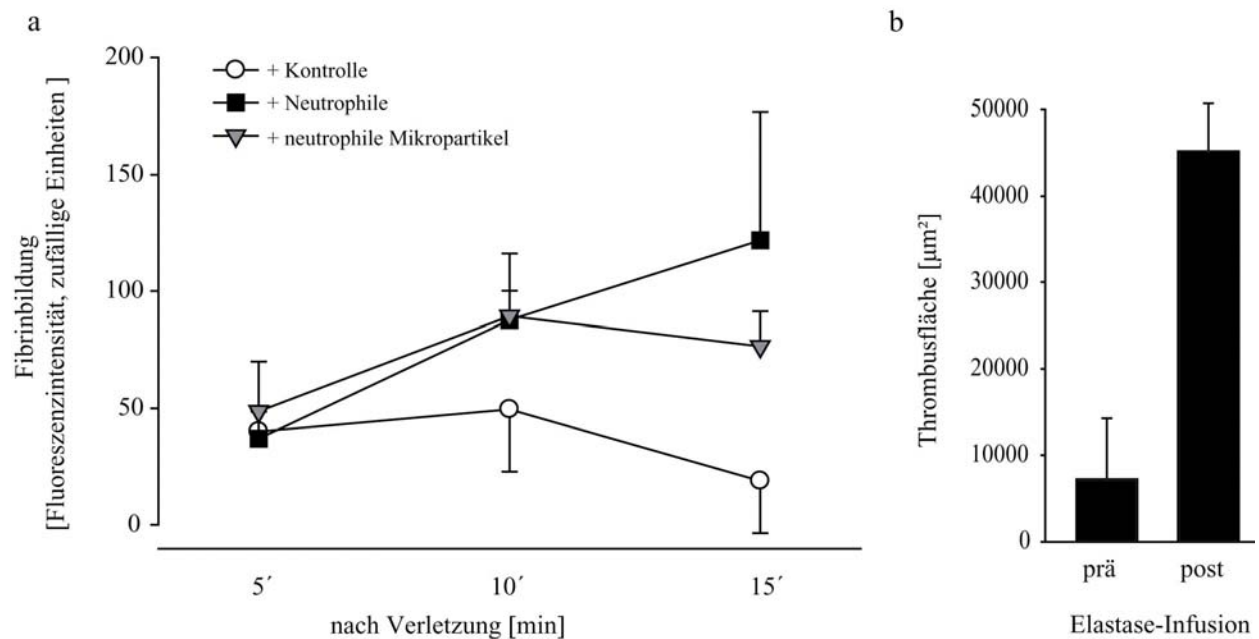 a
200
150
100
50
0
Fibrinbildung
[Fluoreszenzintensität, zufällige Einheiten ]
+ Kontrolle
+ Neutrophile
+ neutrophile Mikropartikel
5´
10´
15´
nach Verletzung [min]
b
50000
40000
30000
20000
10000
0
Thrombusfläche [µm²]
prä
post
Elastase-Infusion